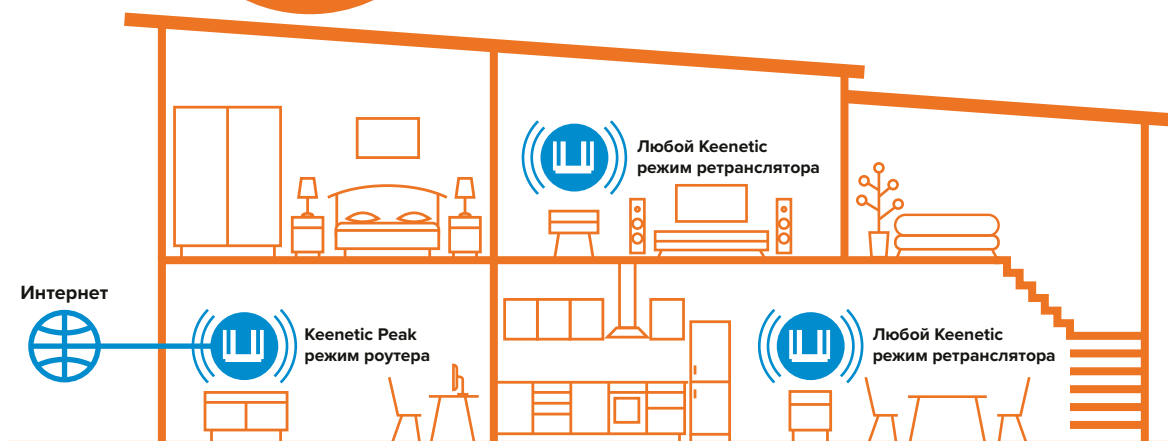 Любой Keenetic
режим ретранслятора
Интернет
Keenetic Peak
режим роутера
Любой Keenetic
режим ретранслятора